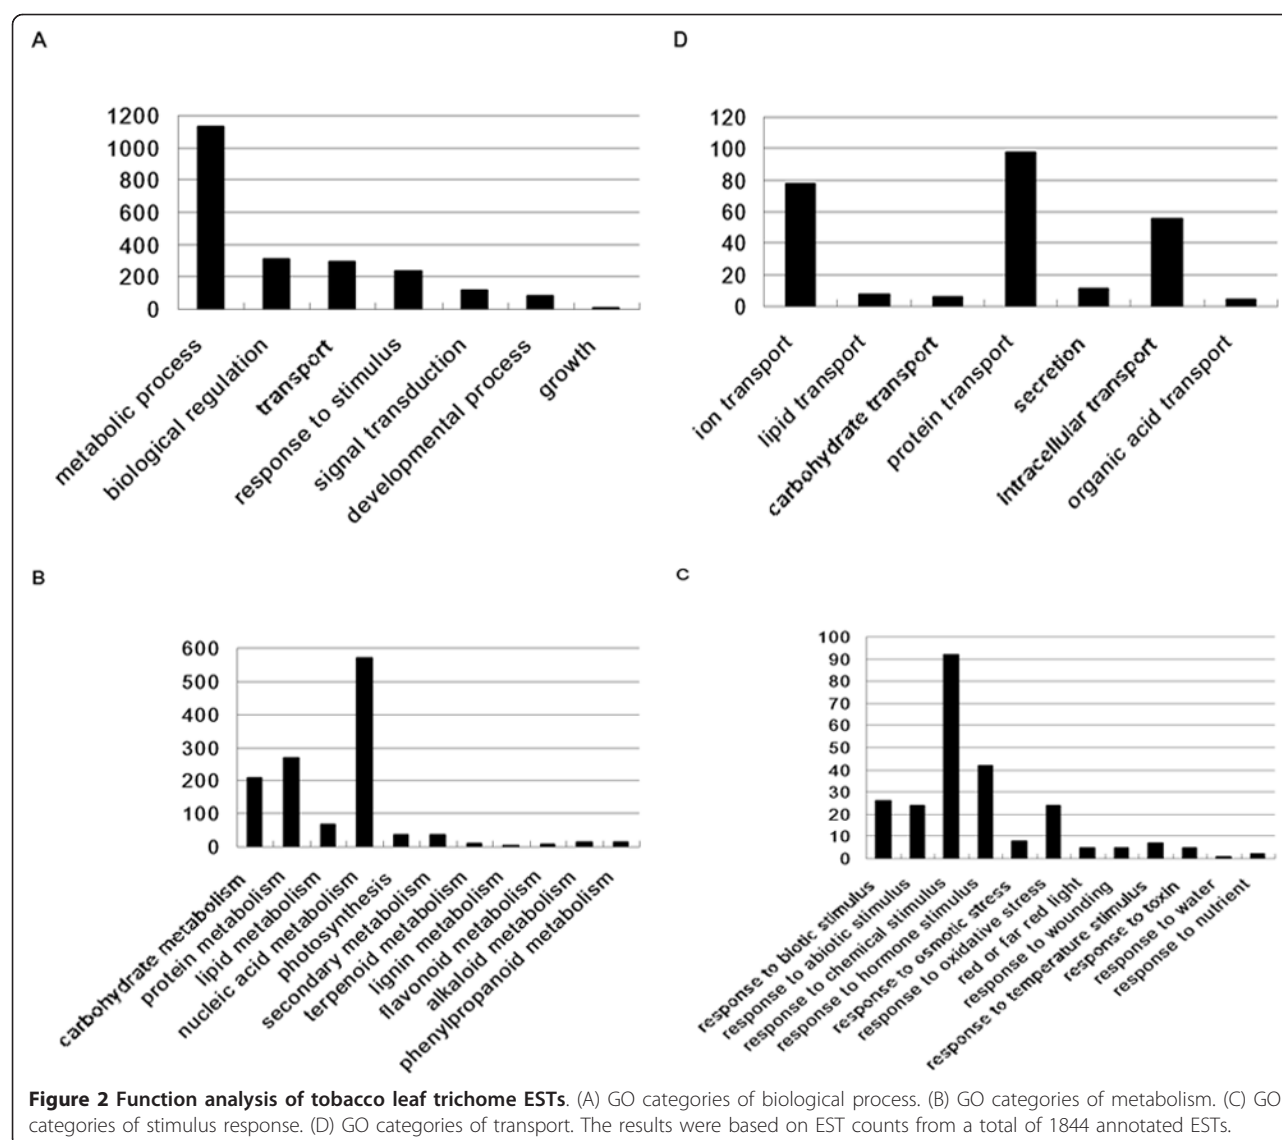 A
1200
1000
800
600
400
200
0
metabolic process
biological regulation
transport
response to stimulus
signal transduction
developmental process
growth
D
120
100
80
60
40
20
0
ion transport
lipid transport
carbohydrate transport
protein transport
secretion
intracellular transport
organic acid transport
B
600
500
400
300
200
100
0
carbohydrate metabolism
protein metabolism
lipid metabolism
nucleic acid metabolism
photosynthesis
secondary metabolism
terpenoid metabolism
lignin metabolism
flavonoid metabolism
alkaloid metabolism
phenylpropanoid metabolism
C
100
90
80
70
60
50
40
30
20
10
0
response to biotic stimulus
response to abiotic stimulus
response to chemical stimulus
response to hormone stimulus
response to osmotic stress
response to oxidative stress
red or far red light
response to wounding
response to temperature stimulus
response to toxin
response to water
response to nutrient
Figure 2 Function analysis of tobacco leaf trichome ESTs. (A) GO categories of biological process. (B) GO categories of metabolism. (C) GO
categories of stimulus response. (D) GO categories of transport. The results were based on EST counts from a total of 1844 annotated ESTs.